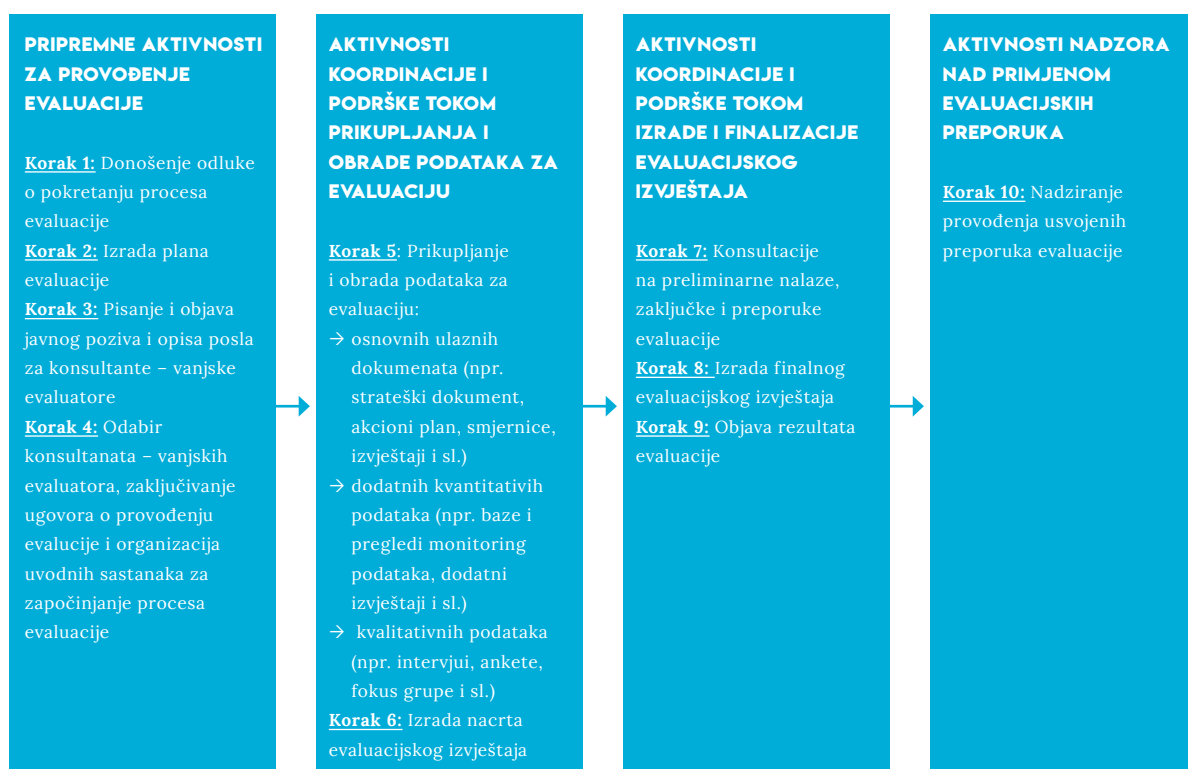 PRIPREMNE AKTIVNOSTI
ZA PROVOĐENJE
EVALUACIJE
Korak 1: Donošenje odluke
o pokretanju procesa
evaluacije
Korak 2: Izrada plana
evaluacije
Korak 3: Pisanje i objava
javnog poziva i opisa posla
za konsultante – vanjske
evaluatore
Korak 4: Odabir
konsultanata – vanjskih
evaluatora, zaključivanje
ugovora o provođenju
evalucije i organizacija
uvodnih sastanaka za
započinjanje procesa
evaluacije
AKTIVNOSTI
KOORDINACIJE I
PODRŠKE TOKOM
PRIKUPLJANJA I
OBRADE PODATAKA ZA
EVALUACIJU
Korak 5: Prikupljanje
i obrada podataka za
evaluaciju:
→ osnovnih ulaznih
dokumenata (npr.
strateški dokument,
akcioni plan, smjernice,
izvještaji i sl.)
→ dodatnih kvantitativih
podataka (npr. baze i
pregledi monitoring
podataka, dodatni
izvještaji i sl.)
→ kvalitativnih podataka
(npr. intervjui, ankete,
fokus grupe i sl.)
Korak 6: Izrada nacrta
evaluacijskog izvještaja
AKTIVNOSTI
KOORDINACIJE I
PODRŠKE TOKOM
IZRADE I FINALIZACIJE
EVALUACIJSKOG
IZVJEŠTAJA
Korak 7: Konsultacije
na preliminarne nalaze,
zaključke i preporuke
evaluacije
Korak 8: Izrada finalnog
evaluacijskog izvještaja
Korak 9: Objava rezultata
evaluacije
AKTIVNOSTI NADZORA
NAD PRIMJENOM
EVALUACIJSKIH
PREPORUKA
Korak 10: Nadziranje
provođenja usvojenih
preporuka evaluacije